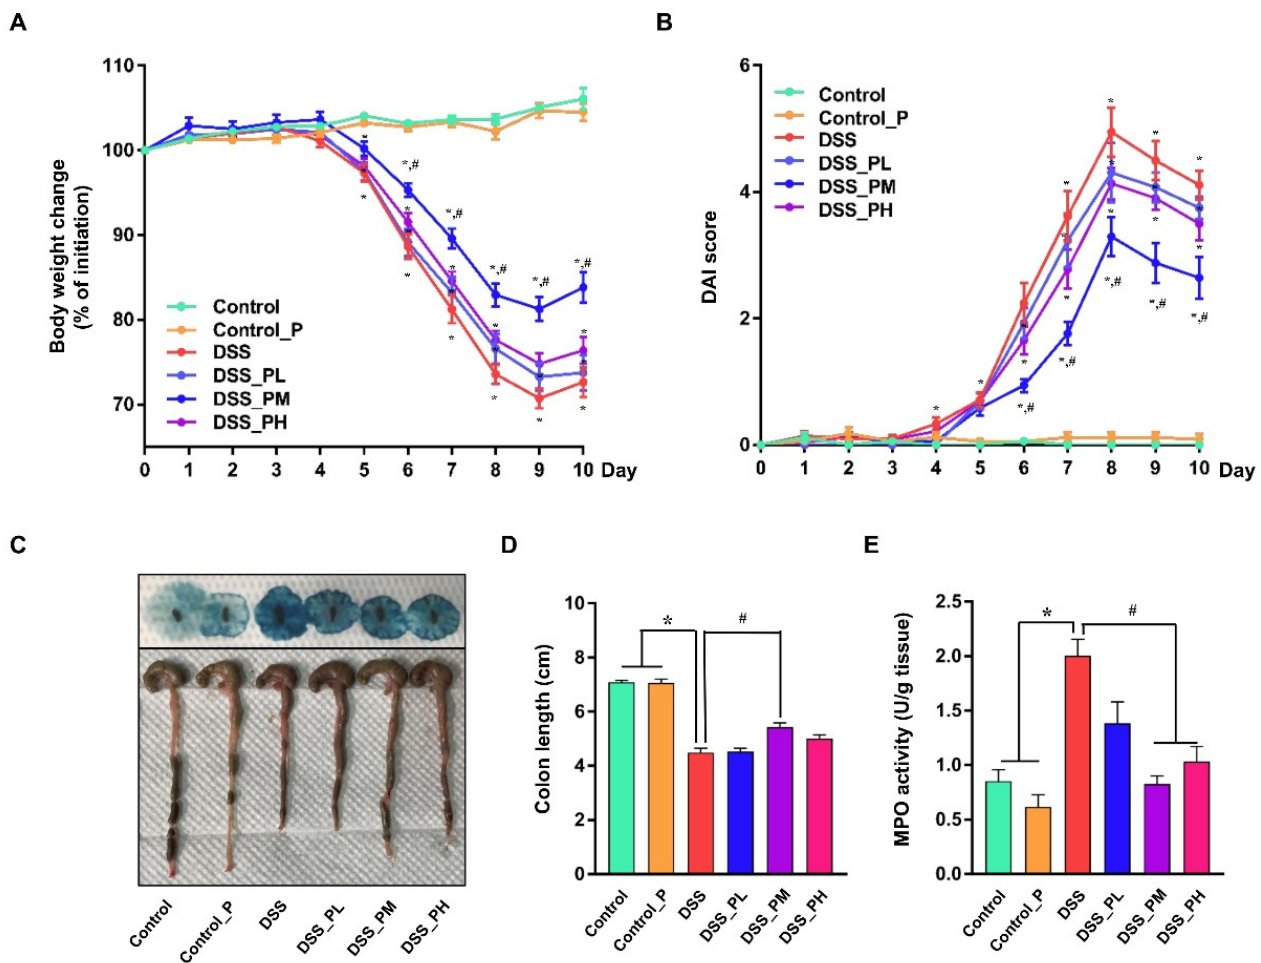 A
Body weight change
(% of initiation)
110
100
90
80
70
*
*
*,#
*
*
*,#
*
*
*
*,#
*
*
*,#
*
*
*,#
*
*
*
Control
Control_P
DSS
DSS_PL
DSS_PM
DSS_PH
0 1 2 3 4 5 6 7 8 9 10 Day
B
DAI score
6
4
2
0
Control
Control_P
DSS
DSS_PL
DSS_PM
DSS_PH
*
*
*
*
*,#
*
*
*
*,#
*
*
*
*,#
*
*
*
*,#
*
*
*
*,#
0 1 2 3 4 5 6 7 8 9 10 Day
C
Control
Control_P
DSS
DSS_PL
DSS_PM
DSS_PH
D
Colon length (cm)
10
8
6
4
2
0
*
#
Control
Control_P
DSS
DSS_PL
DSS_PM
DSS_PH
E
MPO activity (U/g tissue)
2.5
2.0
1.5
1.0
0.5
0.0
*
#
Control
Control_P
DSS
DSS_PL
DSS_PM
DSS_PH